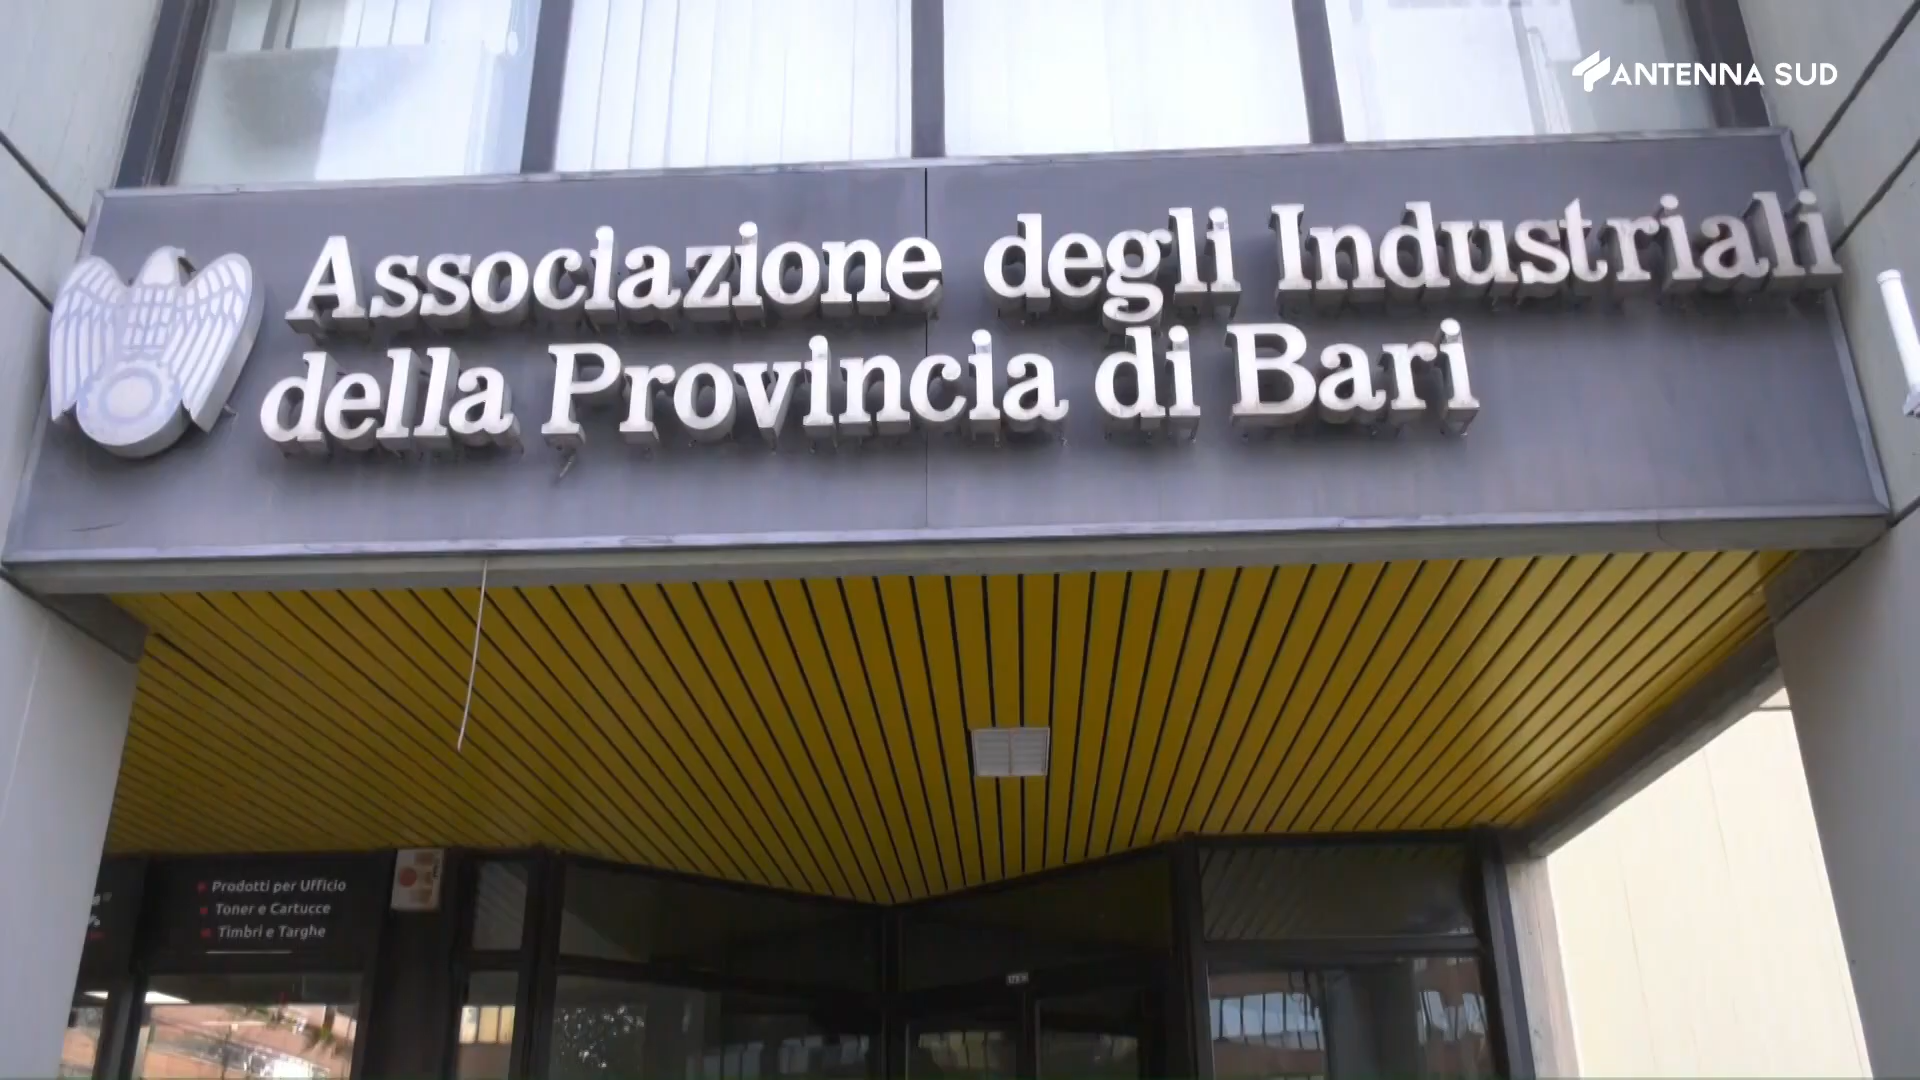 ANTENNA SUD
Associazione degli Industriali
della Provincia di Bari
Prodotti per Ufficio
Toner e Cartucce
Timbri e Targhe